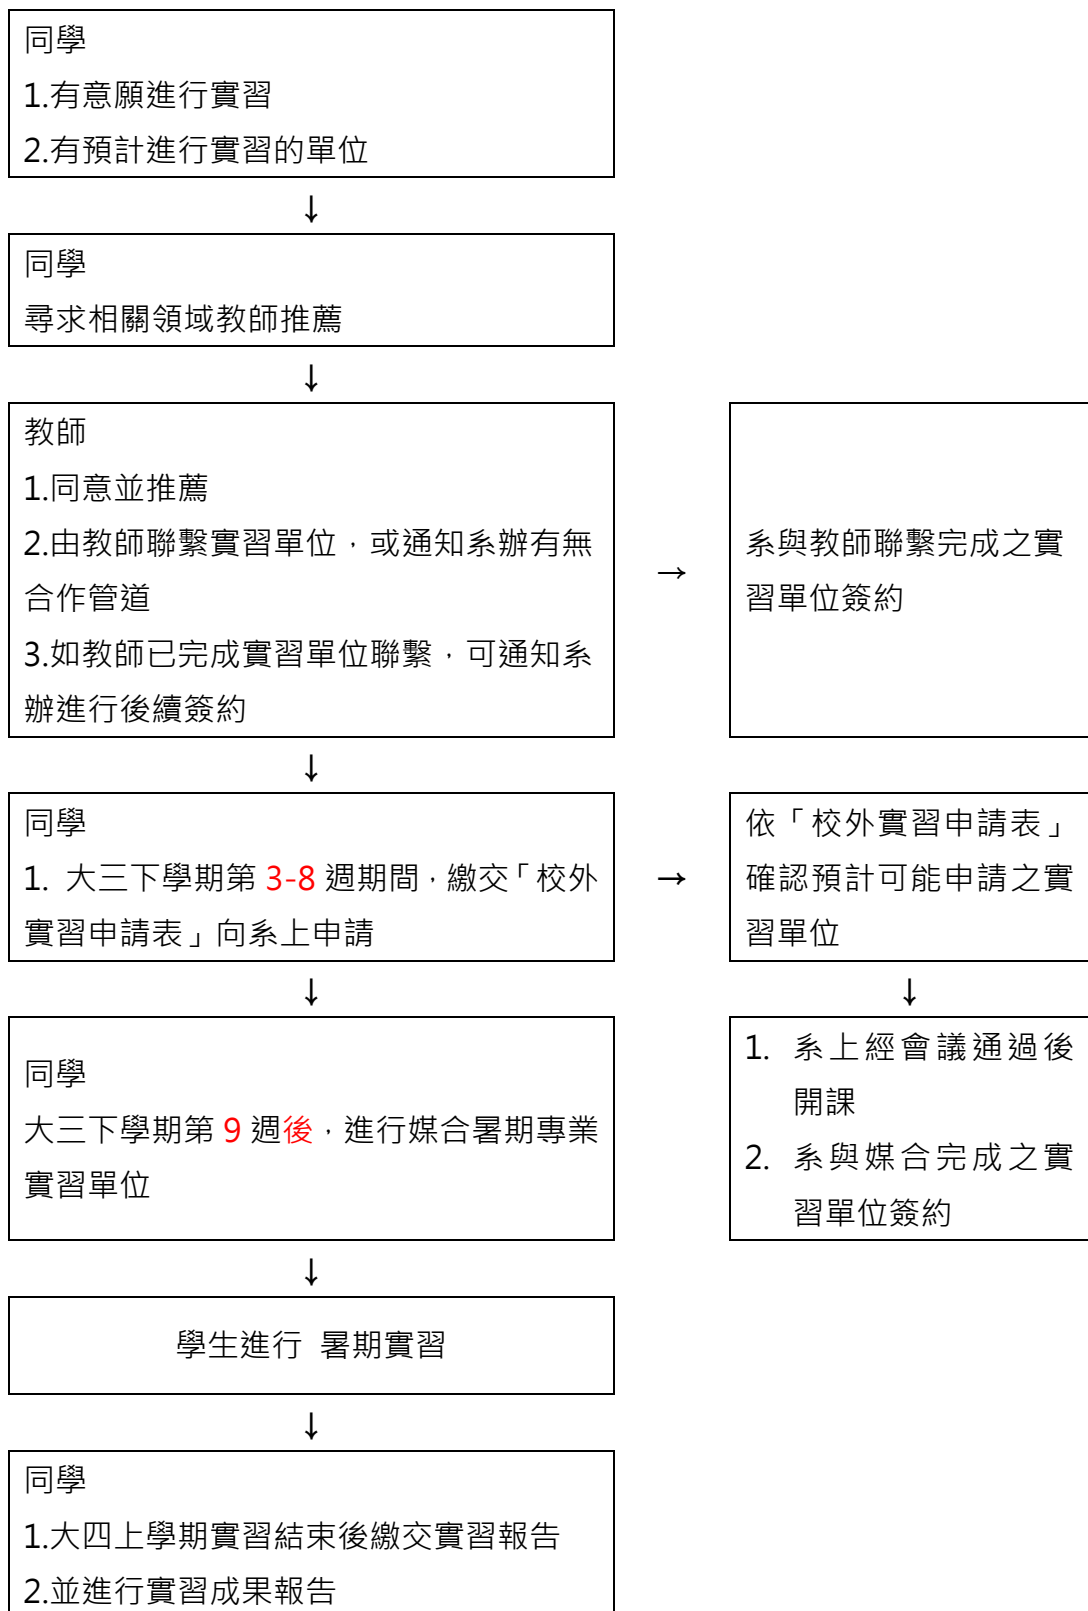 同學
1.有意願進行實習
2.有預計進行實習的單位
↓
同學
尋求相關領域教師推薦
↓
教師
1.同意並推薦
2.由教師聯繫實習單位，或通知系辦有無
合作管道
3.如教師已完成實習單位聯繫，可通知系
辦進行後續簽約
→
系與教師聯繫完成之實
習單位簽約
↓
同學
1. 大三下學期第 3-8 週期間，繳交「校外
實習申請表」向系上申請
→
依「校外實習申請表」
確認預計可能申請之實
習單位
↓
↓
同學
大三下學期第 9 週後，進行媒合暑期專業
實習單位
1. 系上經會議通過後
開課
2. 系與媒合完成之實
習單位簽約
↓
學生進行 暑期實習
↓
同學
1.大四上學期實習結束後繳交實習報告
2.並進行實習成果報告